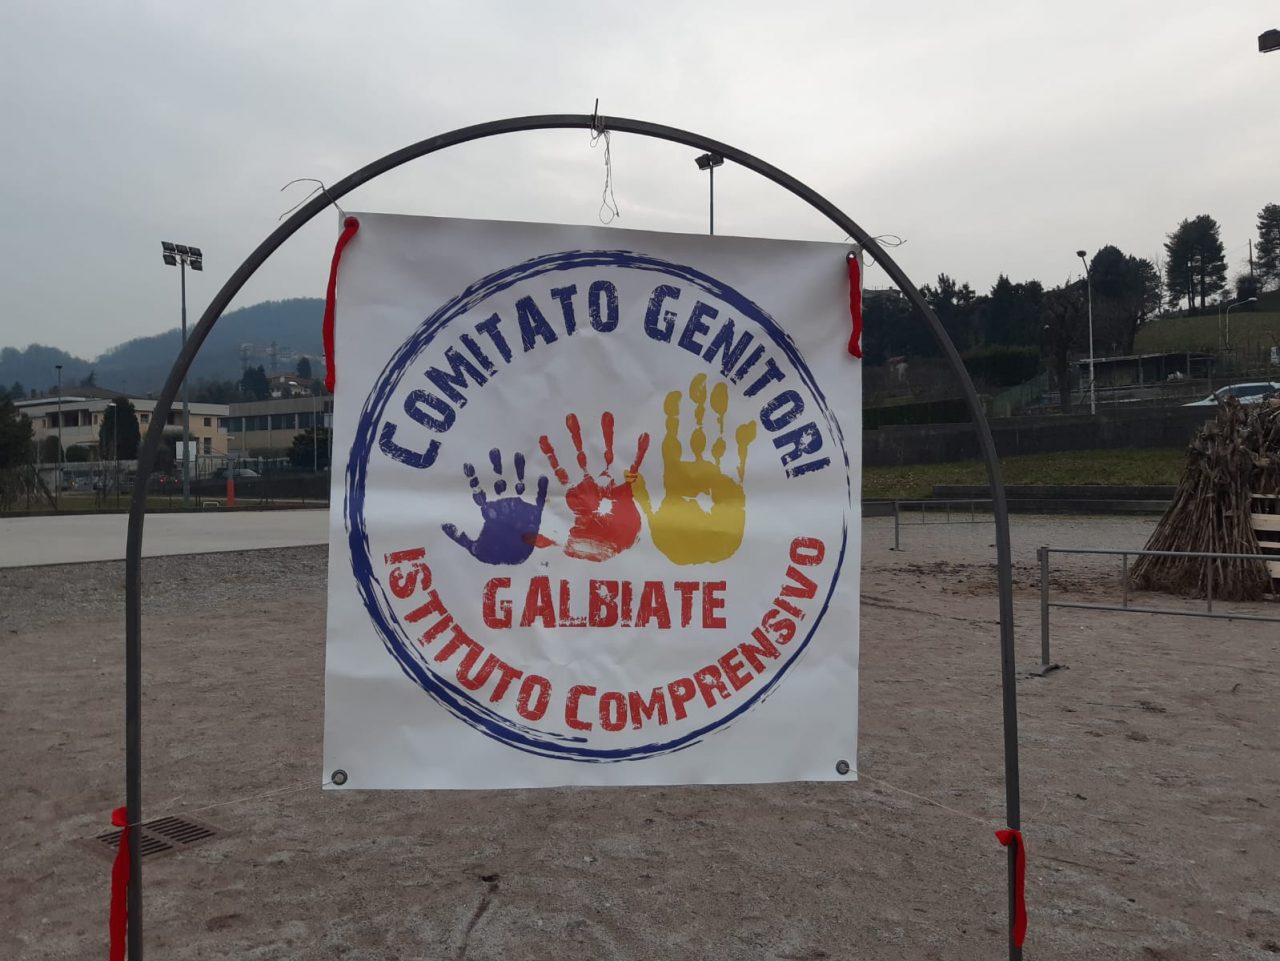 COMITATO GENITORI
GALBIATE
ISTITUTO COMPRENSIVO